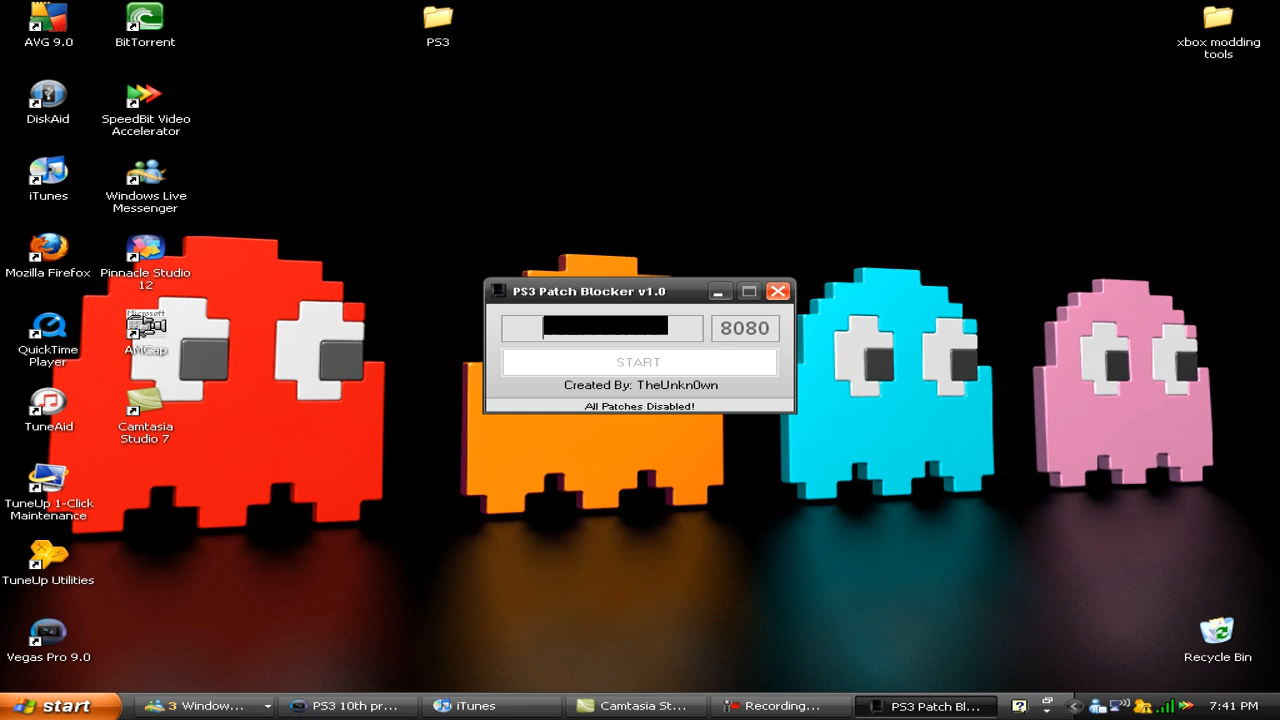 AVG 9.0
BitTorrent
PS3
xbox modding
tools
DiskAid
SpeedBit Video
Accelerator
iTunes
Windows Live
Messenger
Mozilla Firefox
Pinnacle Studio
12
QuickTime
Player
Microsoft
AMCap
TuneAid
Camtasia
Studio 7
TuneUp 1-Click
Maintenance
TuneUp Utilities
Vegas Pro 9.0
Recycle Bin
PS3 Patch Blocker v1.0
8080
START
Created By: TheUnkn0wn
All Patches Disabled!
start
3 Window...
PS3 10th pr...
iTunes
Camtasia St...
Recording...
PS3 Patch Bl...
7:41 PM